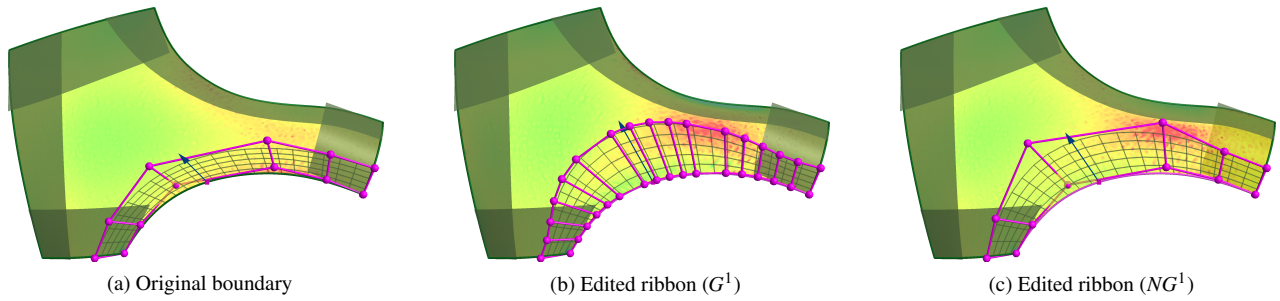 (a) Original boundary
(b) Edited ribbon (G¹)
(c) Edited ribbon (NG¹)